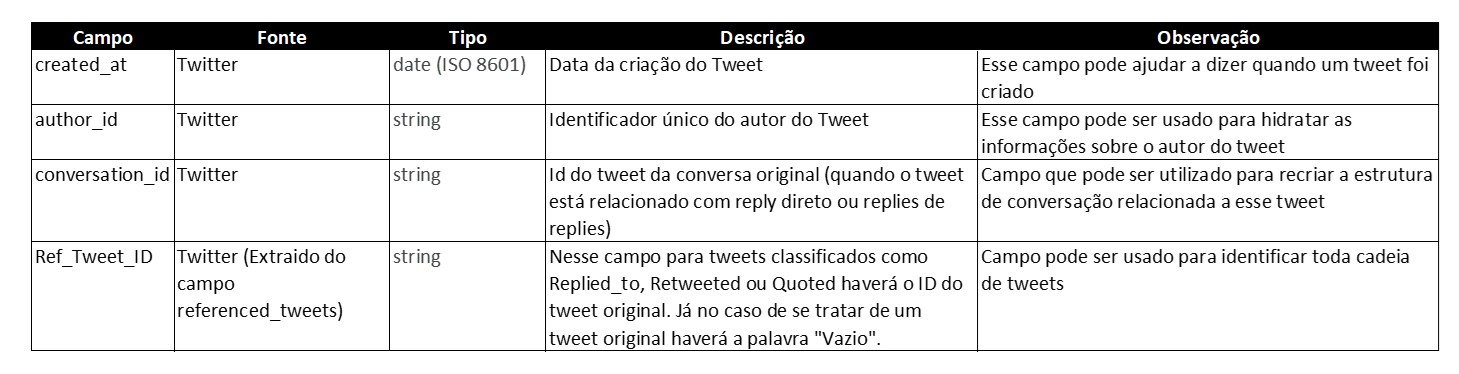 Campo Fonte Tipo Descrição Observação
created_at Twitter date (ISO 8601) Data da criação do Tweet Esse campo pode ajudar a dizer quando um tweet foi
criado
author_id Twitter string Identificador único do autor do Tweet Esse campo pode ser usado para hidratar as
informações sobre o autor do tweet
conversation_id Twitter string Id do tweet da conversa original (quando o tweet Campo que pode ser utilizado para recriar a estrutura
está relacionado com reply direto ou replies de de conversação relacionada a esse tweet
replies)
Ref_Tweet_ID Twitter (Extraido do string Nesse campo para tweets classificados como Campo pode ser usado para identificar toda cadeia
campo Replied_to, Retweeted ou Quoted haverá o ID do de tweets
referenced_tweets) tweet original. Já no caso de se tratar de um
tweet original haverá a palavra "Vazio".